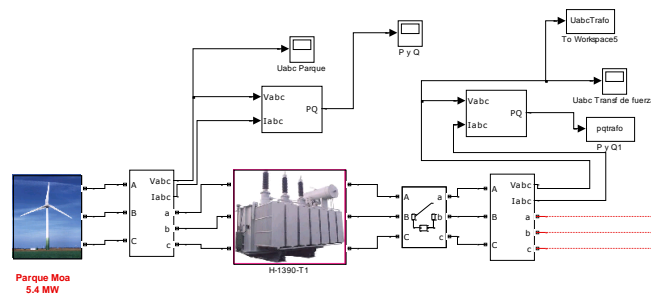 UabcTrafo
To Workspace5
Uabc Parque
P y Q
Vabc
PQ
Iabc
Vabc
PQ
Iabc
Uabc Transf de fuerza
pqtrafo
P y Q1
A
B
C
Vabc
Iabc
a
b
c
A
B
C
a
b
c
A
B
C
Vabc
Iabc
a
b
c
H-1390-T1
Parque Moa
5.4 MW